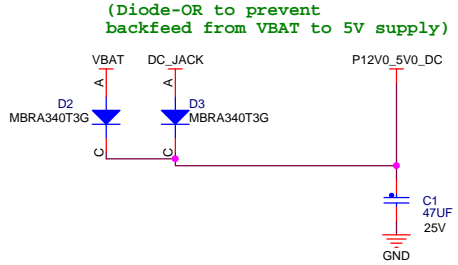 (Diode-OR to prevent
backfeed from VBAT to 5V supply)
VBAT
DC_JACK
P12V0_5V0_DC
A
A
D2
MBRA340T3G
D3
MBRA340T3G
C
C
C1
47UF
25V
GND